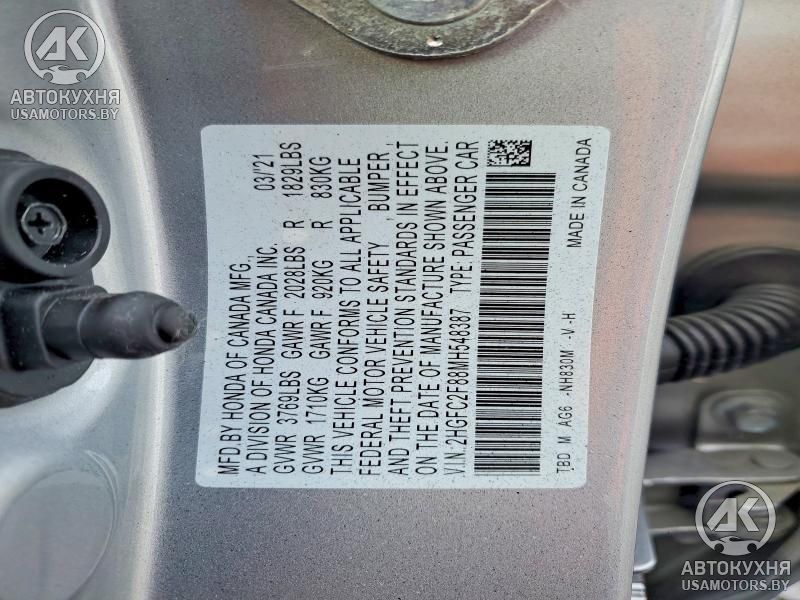 AK
АВТОКУХНЯ
USAMOTORS.BY
MFD BY HONDA OF CANADA MFG., 03/'21
A DIVISION OF HONDA CANADA INC.
GVWR 3769LBS GAWR F 2028LBS R 1829LBS
GVWR 1710KG GAWR F 920KG R 830KG
THIS VEHICLE CONFORMS TO ALL APPLICABLE
FEDERAL MOTOR VEHICLE SAFETY , BUMPER ,
AND THEFT PREVENTION STANDARDS IN EFFECT
ON THE DATE OF MANUFACTURE SHOWN ABOVE.
V.I.N.: 2HGFC2F88MH548387 TYPE: PASSENGER CAR
TBD M AG6 -NH830M -V -H MADE IN CANADA
AK
АВТОКУХНЯ
USAMOTORS.BY